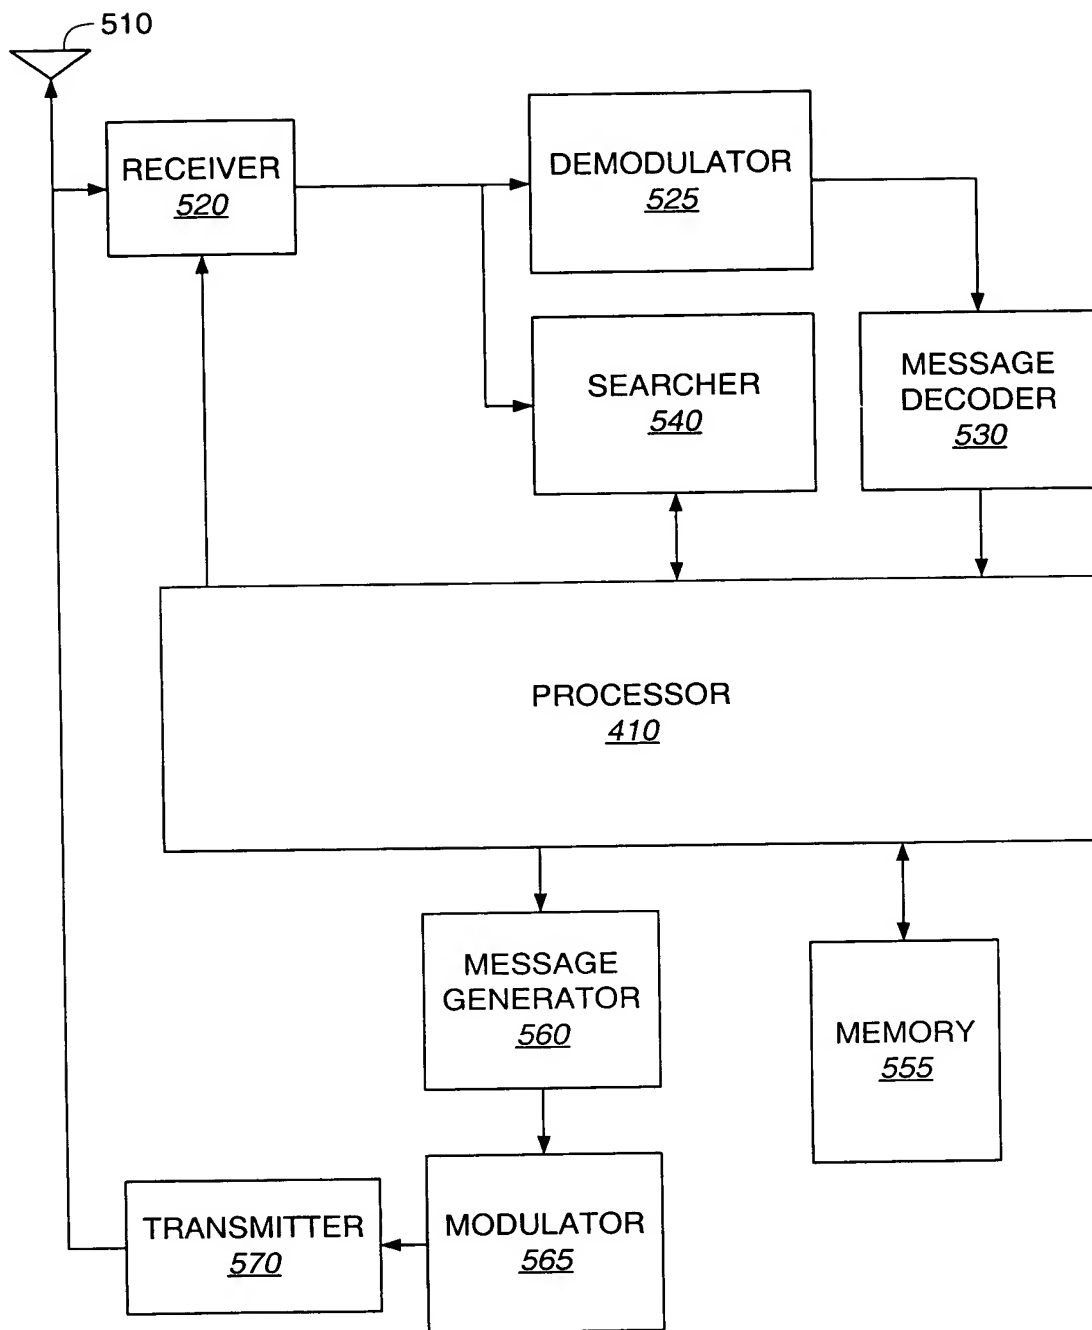 510
RECEIVER
520
DEMODULATOR
525
SEARCHER
540
MESSAGE
DECODER
530
PROCESSOR
410
MESSAGE
GENERATOR
560
MEMORY
555
TRANSMITTER
570
MODULATOR
565